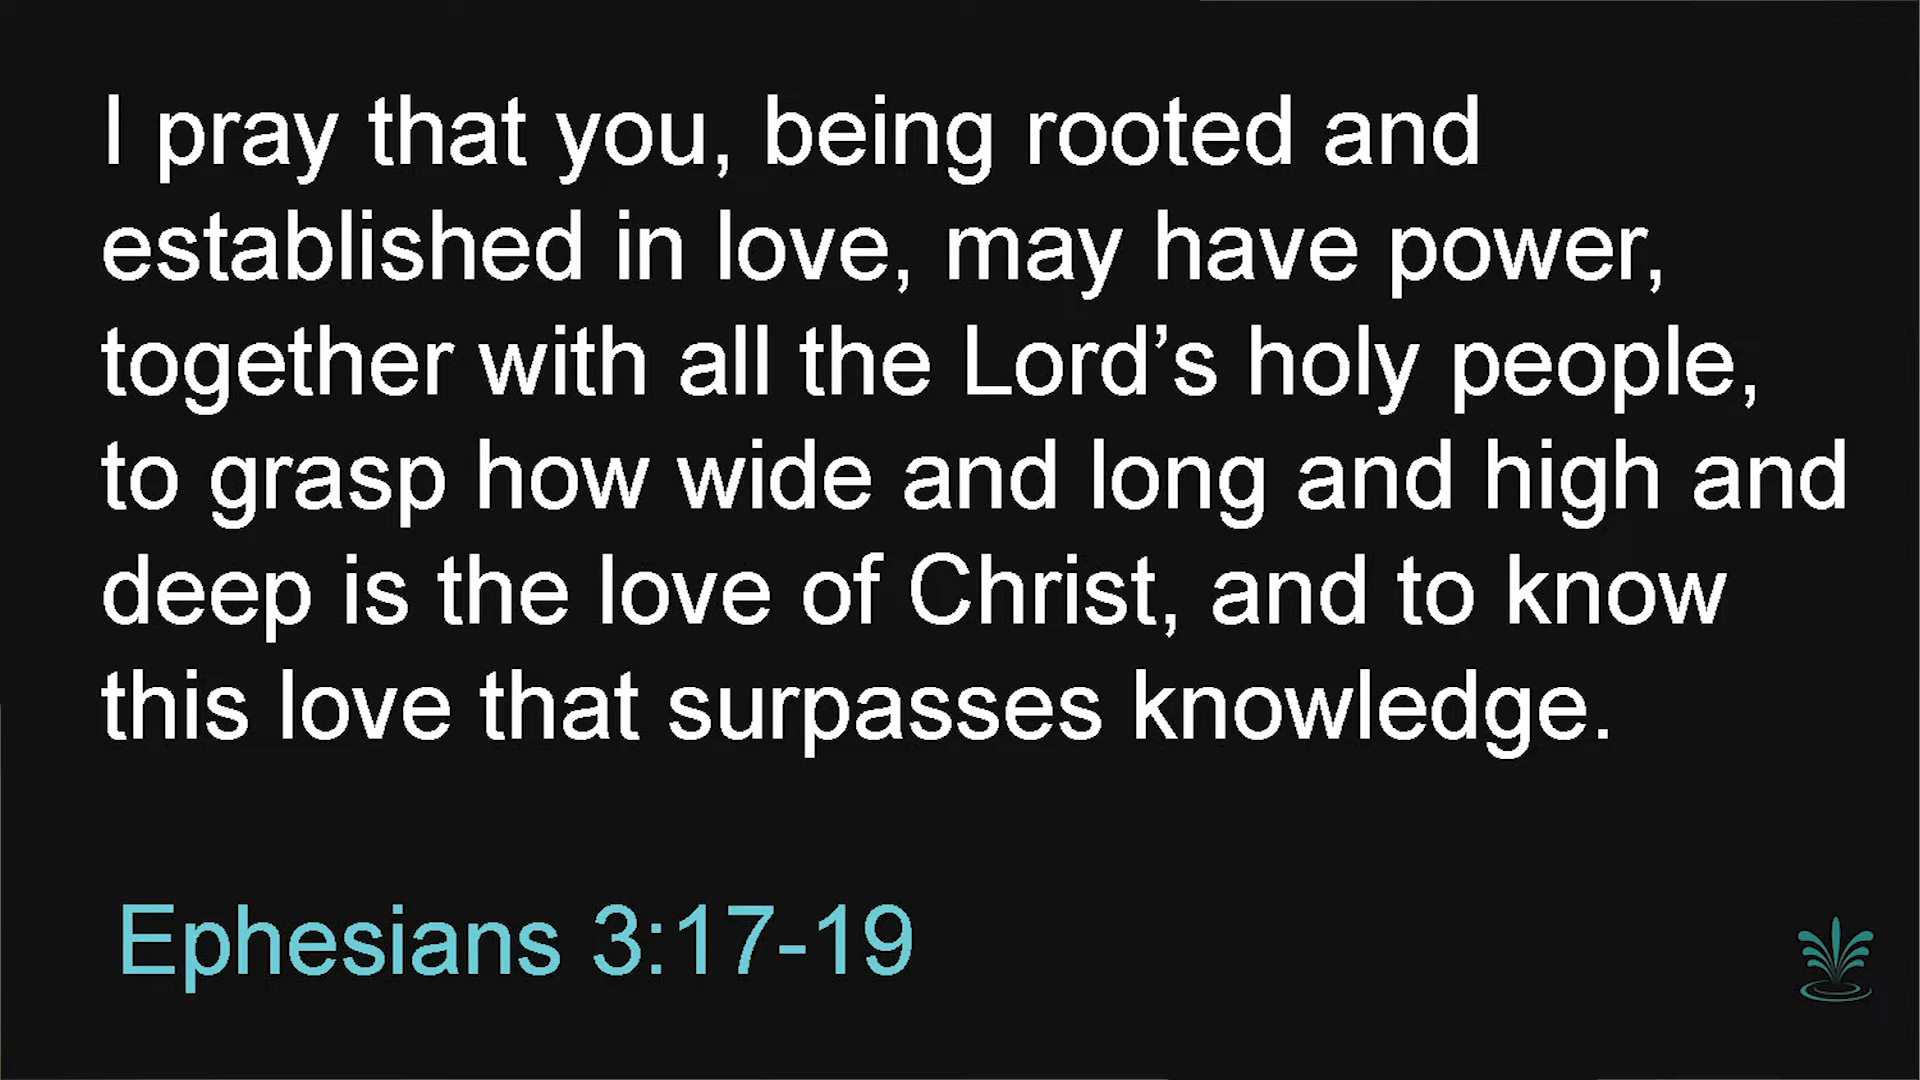 I pray that you, being rooted and
established in love, may have power,
together with all the Lord’s holy people,
to grasp how wide and long and high and
deep is the love of Christ, and to know
this love that surpasses knowledge.
Ephesians 3:17-19